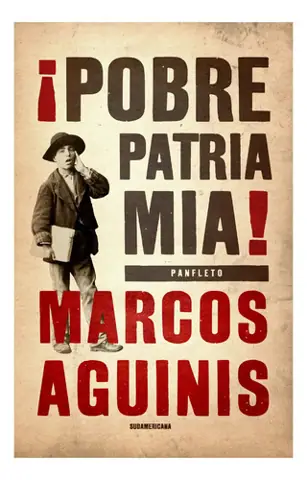 ¡POBRE
PATRIA
MIA!
PANFLETO
MARCOS
AGUINIS
SUDAMERICANA